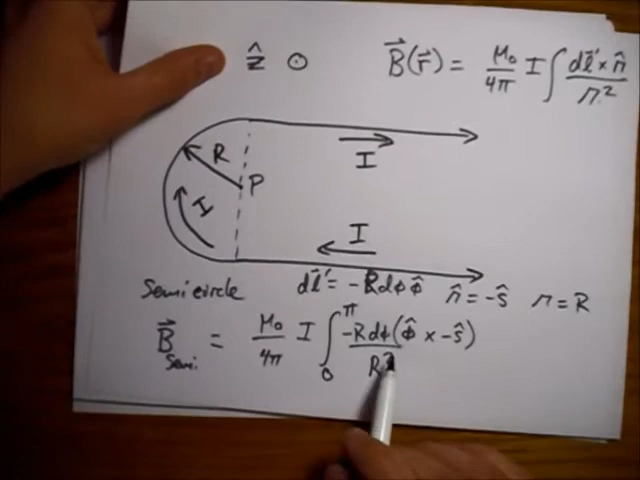 ẑ ⊙ B⃗(r⃗) = μ₀/4π I ∫ dl⃗' × r̂ / r²
R
I
P
I
I
Semicircle dl⃗' = -Rdϕ ϕ̂ r̂ = -ŝ r = R
B⃗semi = μ₀/4π I ∫₀^π -Rdϕ(ϕ̂ × -ŝ) / R²